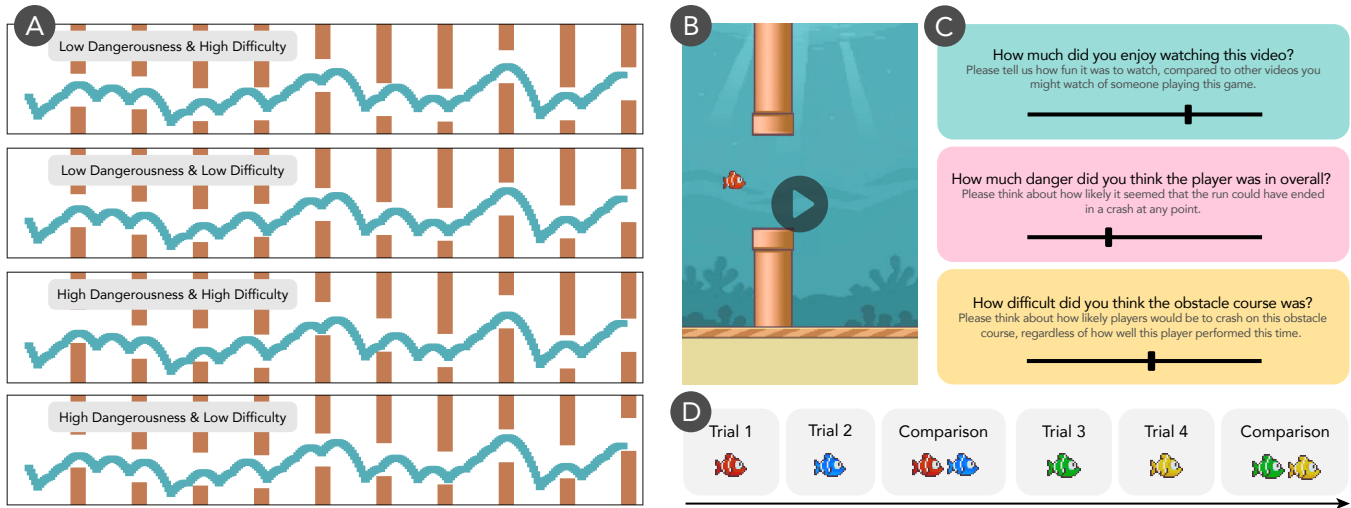 A
Low Dangerousness & High Difficulty
Low Dangerousness & Low Difficulty
High Dangerousness & High Difficulty
High Dangerousness & Low Difficulty
B
C
How much did you enjoy watching this video?
Please tell us how fun it was to watch, compared to other videos you
might watch of someone playing this game.
How much danger did you think the player was in overall?
Please think about how likely it seemed that the run could have ended
in a crash at any point.
How difficult did you think the obstacle course was?
Please think about how likely players would be to crash on this obstacle
course, regardless of how well this player performed this time.
D
Trial 1
Trial 2
Comparison
Trial 3
Trial 4
Comparison